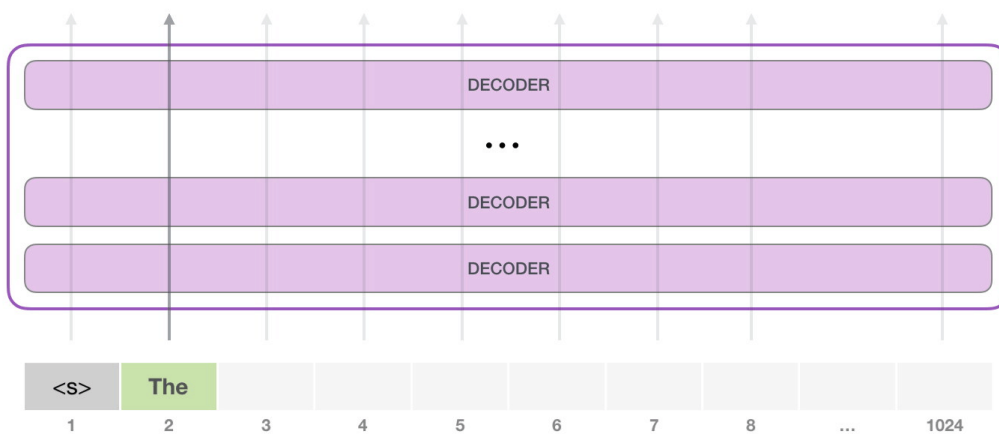 DECODER
...
DECODER
DECODER
<s> The
1 2 3 4 5 6 7 8 ... 1024